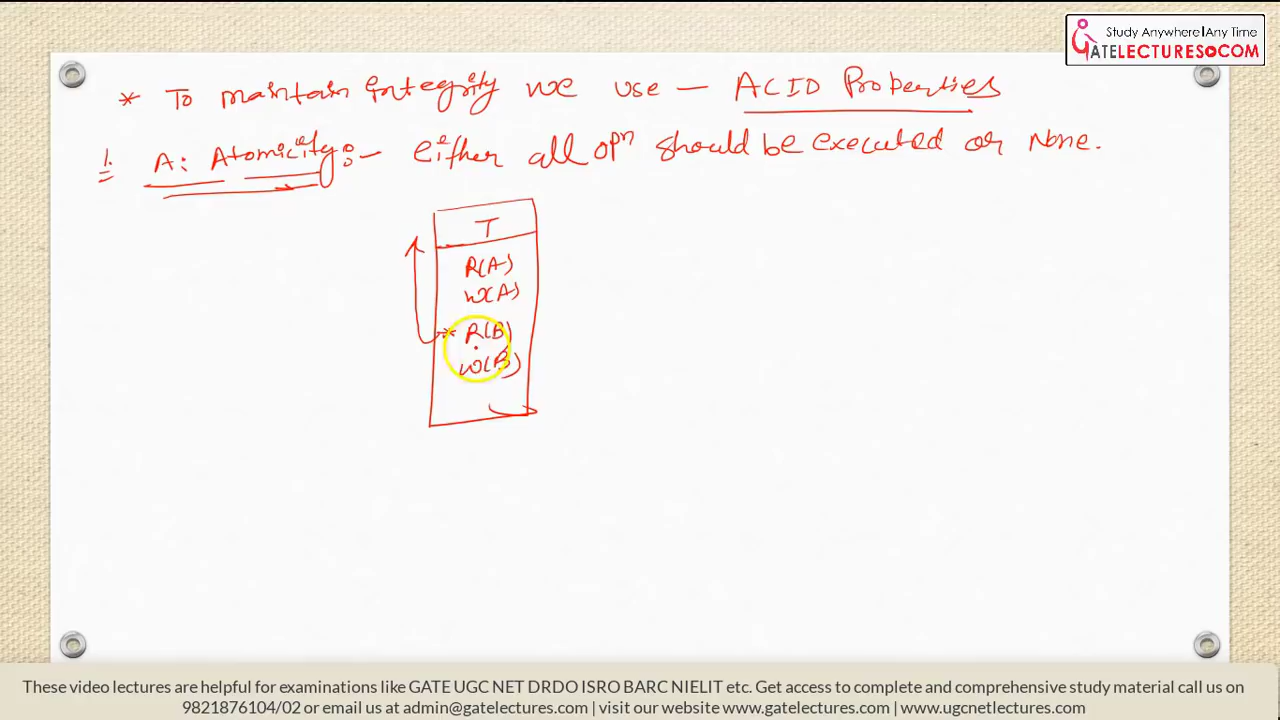 Study Anywhere|Any Time
GATELECTURES.COM
* To maintain integrity we use - ACID Properties
1. A: Atomicity:- either all opn should be executed or None.
T
R(A)
W(A)
* R(B)
W(B)
These video lectures are helpful for examinations like GATE UGC NET DRDO ISRO BARC NIELIT etc. Get access to complete and comprehensive study material call us on
9821876104/02 or email us at admin@gatelectures.com | visit our website www.gatelectures.com | www.ugcnetlectures.com